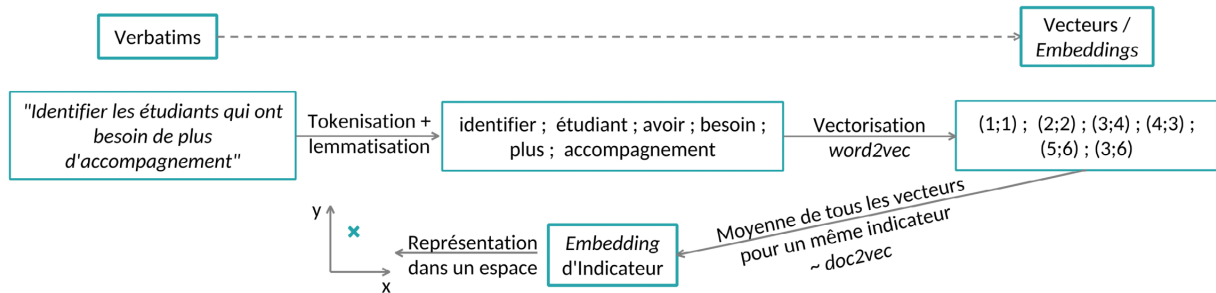 Verbatims
Vecteurs /
Embeddings
"Identifier les étudiants qui ont
besoin de plus
d'accompagnement"
Tokenisation +
lemmatisation
identifier ; étudiant ; avoir ; besoin ;
plus ; accompagnement
Vectorisation
word2vec
(1;1) ; (2;2) ; (3;4) ; (4;3) ;
(5;6) ; (3;6)
Moyenne de tous les vecteurs
pour un même indicateur
~ doc2vec
Embedding
d'Indicateur
Représentation
dans un espace
y
x